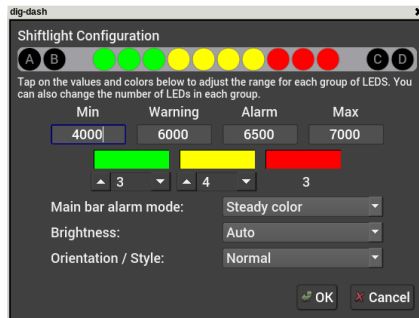 dig-dash
Shiftlight Configuration
A B C D
Tap on the values and colors below to adjust the range for each group of LEDS. You
can also change the number of LEDs in each group.
Min Warning Alarm Max
4000 6000 6500 7000
3 4 3
Main bar alarm mode: Steady color
Brightness: Auto
Orientation / Style: Normal
OK Cancel